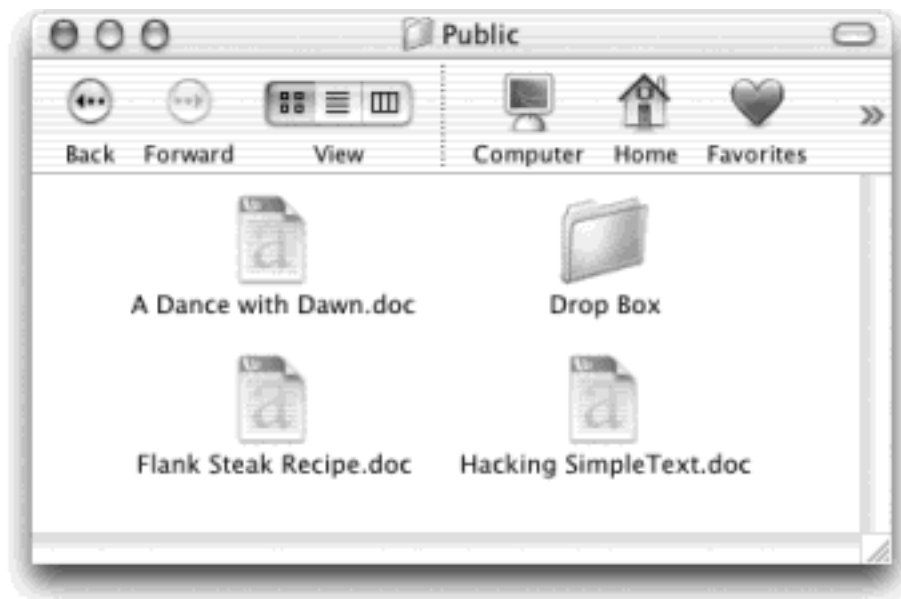 Public
Back Forward View Computer Home Favorites
A Dance with Dawn.doc Drop Box
Flank Steak Recipe.doc Hacking SimpleText.doc